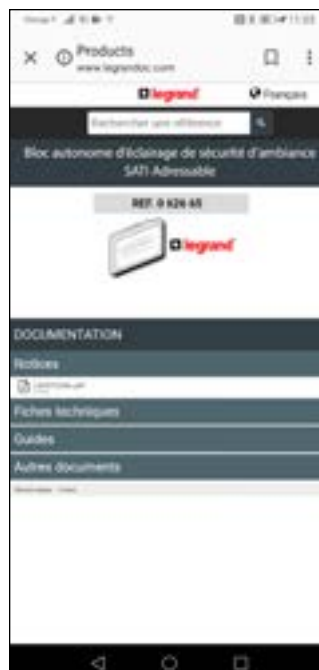 Products
www.legrandoc.com
legrand
Français
Rechercher une référence
Bloc autonome d'éclairage de sécurité d'ambiance
SATI Adressable
REF. 0 626 65
legrand
DOCUMENTATION
Notices
Fiches techniques
Guides
Autres documents